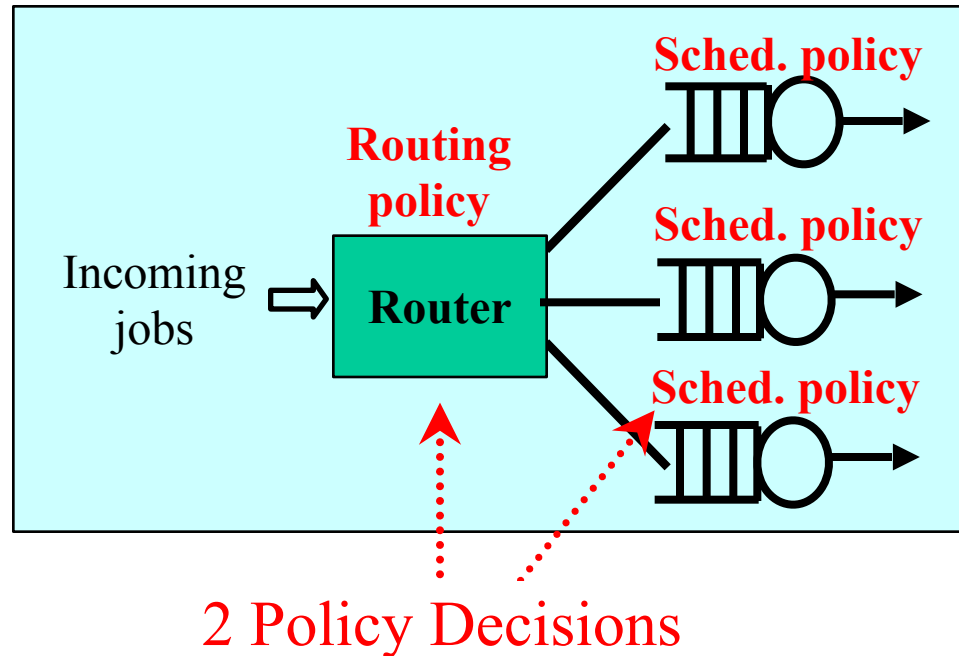 Sched. policy
Routing
policy
Sched. policy
Incoming
jobs
Router
Sched. policy
2 Policy Decisions